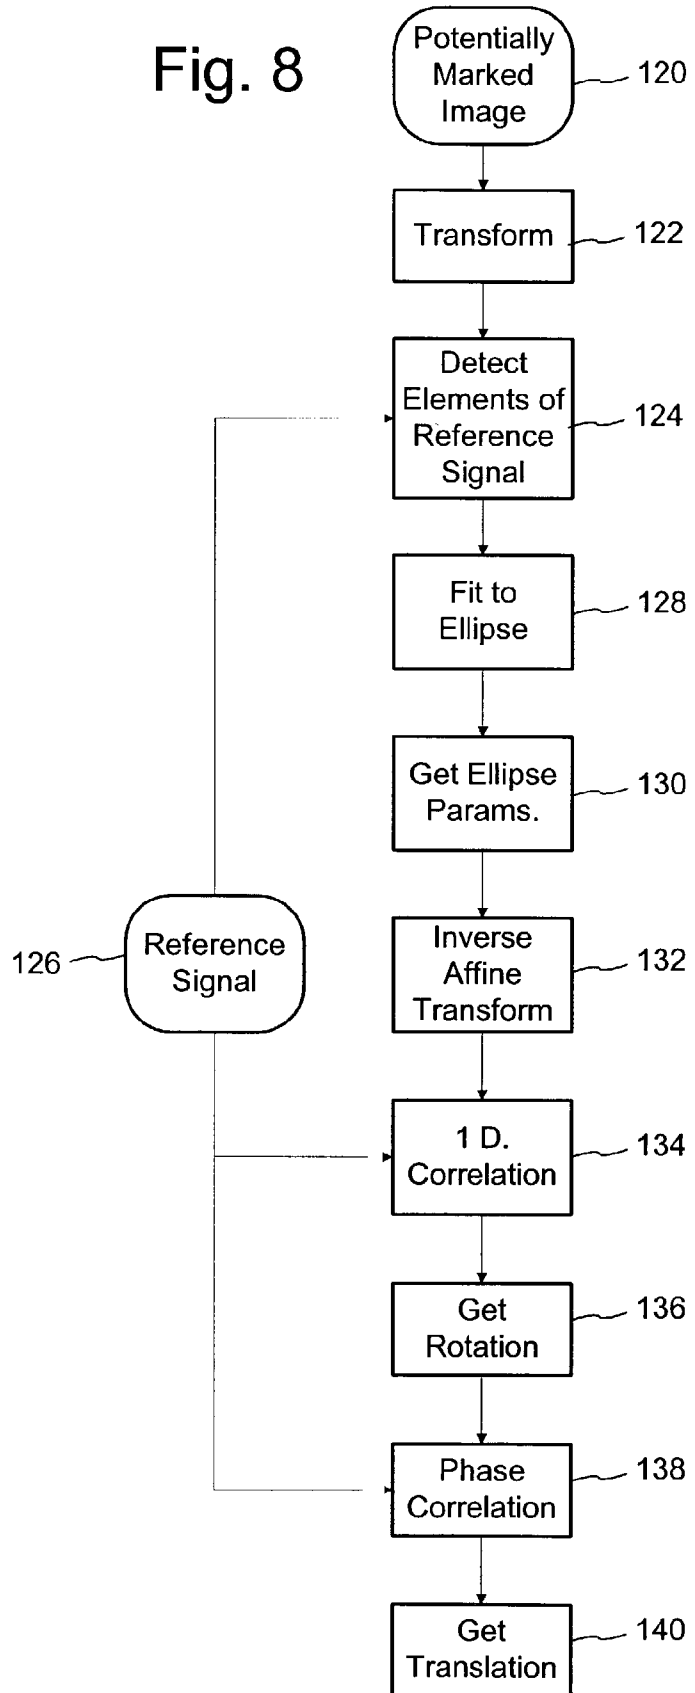 Fig. 8
Potentially
Marked
Image
120
Transform
122
Detect
Elements of
Reference
Signal
124
Fit to
Ellipse
128
Get Ellipse
Params.
130
Reference
Signal
126
Inverse
Affine
Transform
132
1 D.
Correlation
134
Get
Rotation
136
Phase
Correlation
138
Get
Translation
140